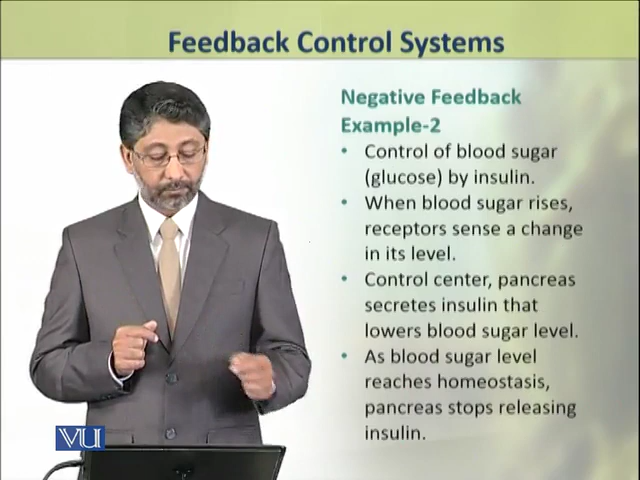 Feedback Control Systems
Negative Feedback
Example-2
• Control of blood sugar
(glucose) by insulin.
• When blood sugar rises,
receptors sense a change
in its level.
• Control center, pancreas
secretes insulin that
lowers blood sugar level.
• As blood sugar level
reaches homeostasis,
pancreas stops releasing
insulin.
VU